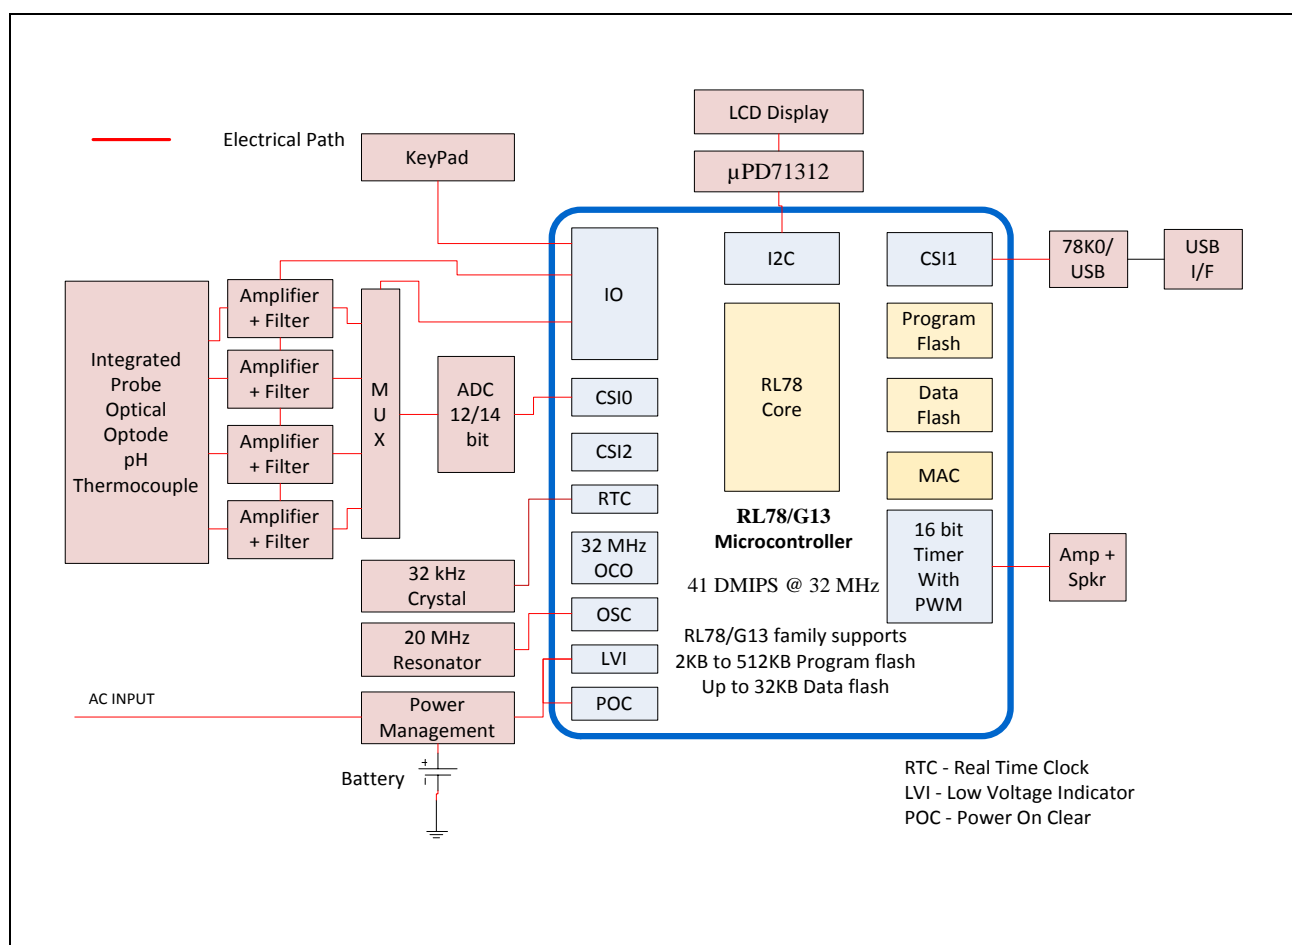 LCD Display
Electrical Path
KeyPad
µPD71312
I2C
CSI1
78K0/
USB
USB
I/F
IO
Amplifier
+ Filter
Amplifier
+ Filter
Amplifier
+ Filter
Amplifier
+ Filter
Integrated
Probe
Optical
Optode
pH
Thermocouple
M
U
X
ADC
12/14
bit
CSI0
CSI2
RTC
32 MHz
OCO
OSC
LVI
POC
RL78
Core
Program
Flash
Data
Flash
MAC
16 bit
Timer
With
PWM
Amp +
Spkr
RL78/G13
Microcontroller
41 DMIPS @ 32 MHz
RL78/G13 family supports
2KB to 512KB Program flash
Up to 32KB Data flash
32 kHz
Crystal
20 MHz
Resonator
AC INPUT
Power
Management
Battery
+
–
RTC - Real Time Clock
LVI - Low Voltage Indicator
POC - Power On Clear